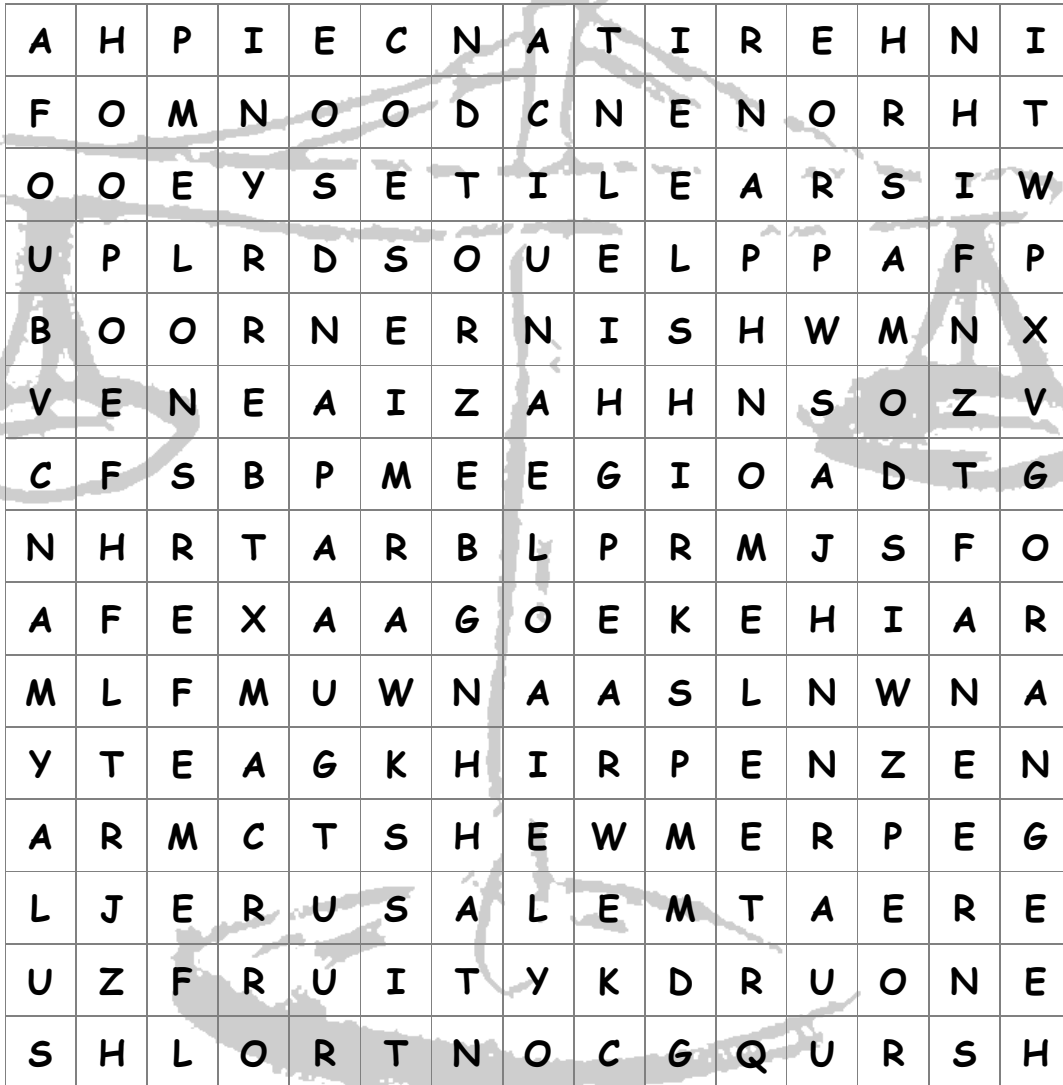 A H P I E C N A T I R E H N I
F O M N O O D C N E N O R H T
O O E Y S E T I L E A R S I W
U P L R D S O U E L P P A F P
B O O R N E R N I S H W M N X
V E N E A I Z A H H N S O Z V
C F S B P M E E G I O A D T G
N H R T A R B L P R M J S F O
A F E X A A G O E K E H I A R
M L F M U W N A A S L N W N A
Y T E A G K H I R P E N Z E N
A R M C T S H E W M E R P E G
L J E R U S A L E M T A E R E
U Z F R U I T Y K D R U O N E
S H L O R T N O C G Q U R S H